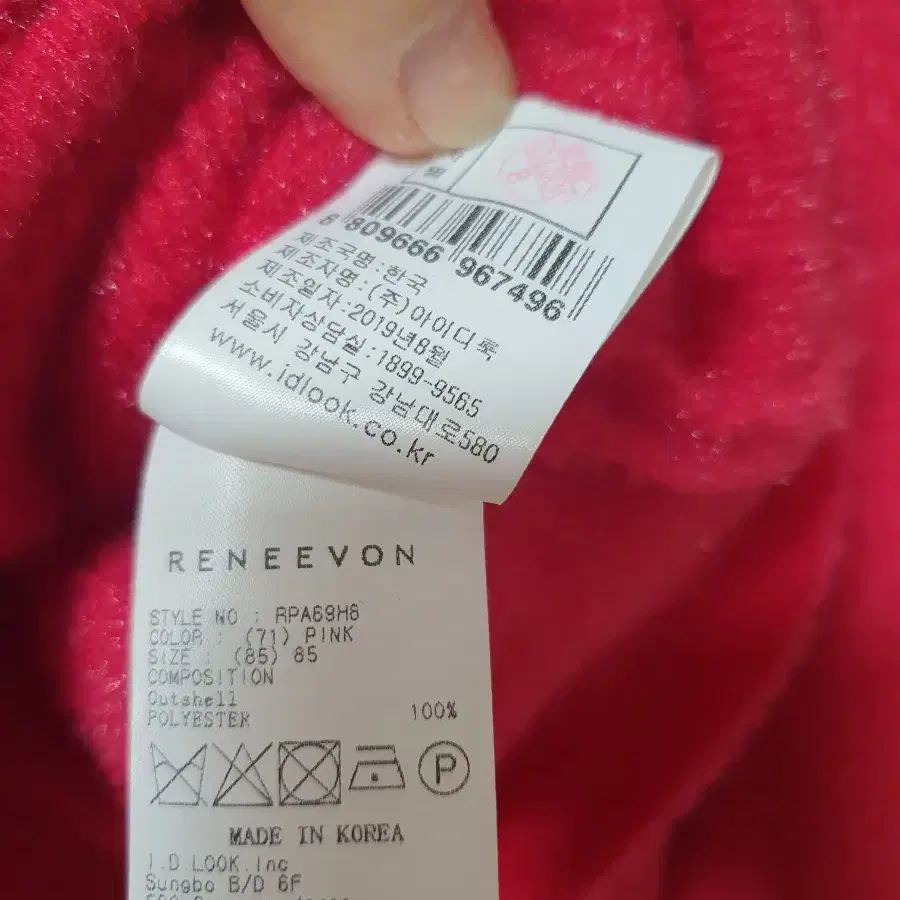 8 809666 967496
제조국명:한국
제조자명:(주)아이디룩
제조일자:2019년8월
소비자상담실:1899-9565
서울시 강남구 강남대로580
www.idlook.co.kr
RENEEVON
STYLE NO : RPA69H8
COLOR : (71) PINK
SIZE : (85) 85
COMPOSITION
Outshell
POLYESTER 100%
P
MADE IN KOREA
I.D.LOOK.Inc
Sungbo B/D 6F